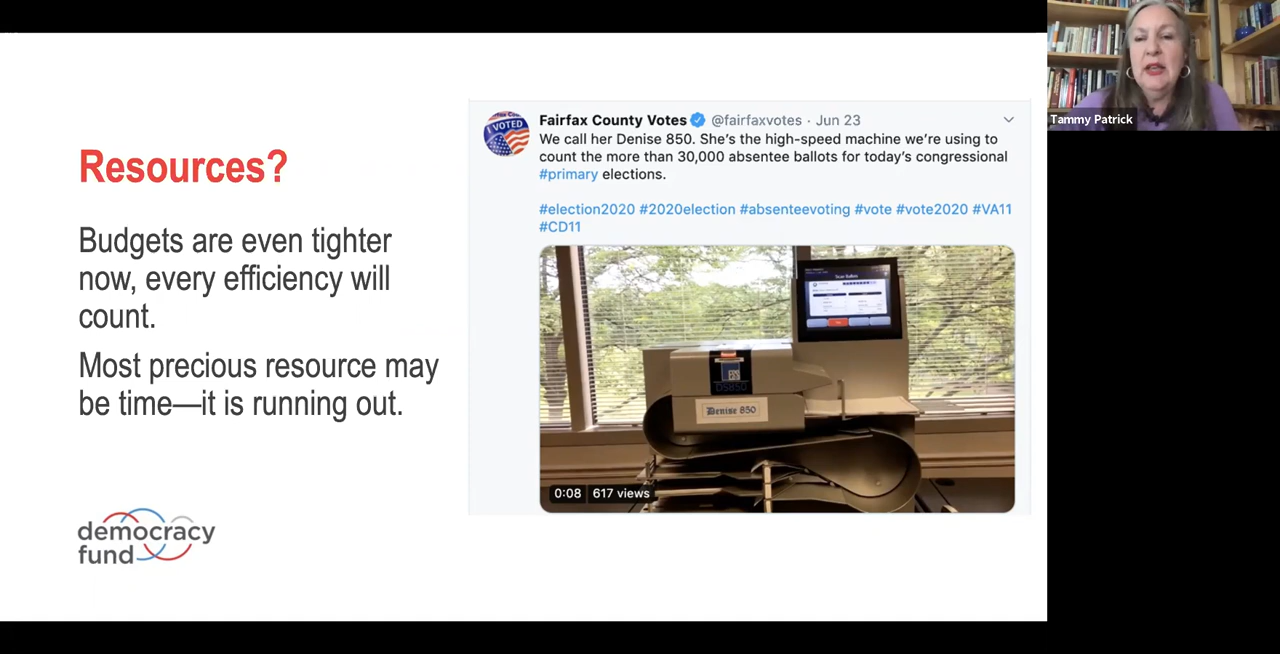 Resources?
Budgets are even tighter
now, every efficiency will
count.
Most precious resource may
be time—it is running out.
democracy
fund
Fairfax County Votes @fairfaxvotes · Jun 23
We call her Denise 850. She's the high-speed machine we're using to
count the more than 30,000 absentee ballots for today's congressional
#primary elections.
#election2020 #2020election #absenteevoting #vote #vote2020 #VA11
#CD11
I VOTED
DS850
Denise 850
0:08 617 views
Tammy Patrick